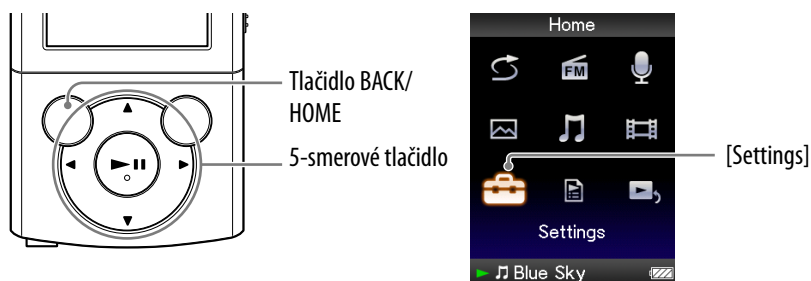 Tlačidlo BACK/
HOME
5-smerové tlačidlo
Home
FM
[Settings]
Settings
Blue Sky